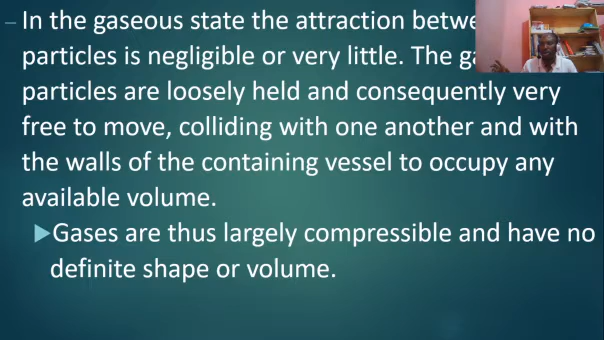 – In the gaseous state the attraction
particles is negligible or very little. The
particles are loosely held and consequently very
free to move, colliding with one another and with
the walls of the containing vessel to occupy any
available volume.
Gases are thus largely compressible and have no
definite shape or volume.